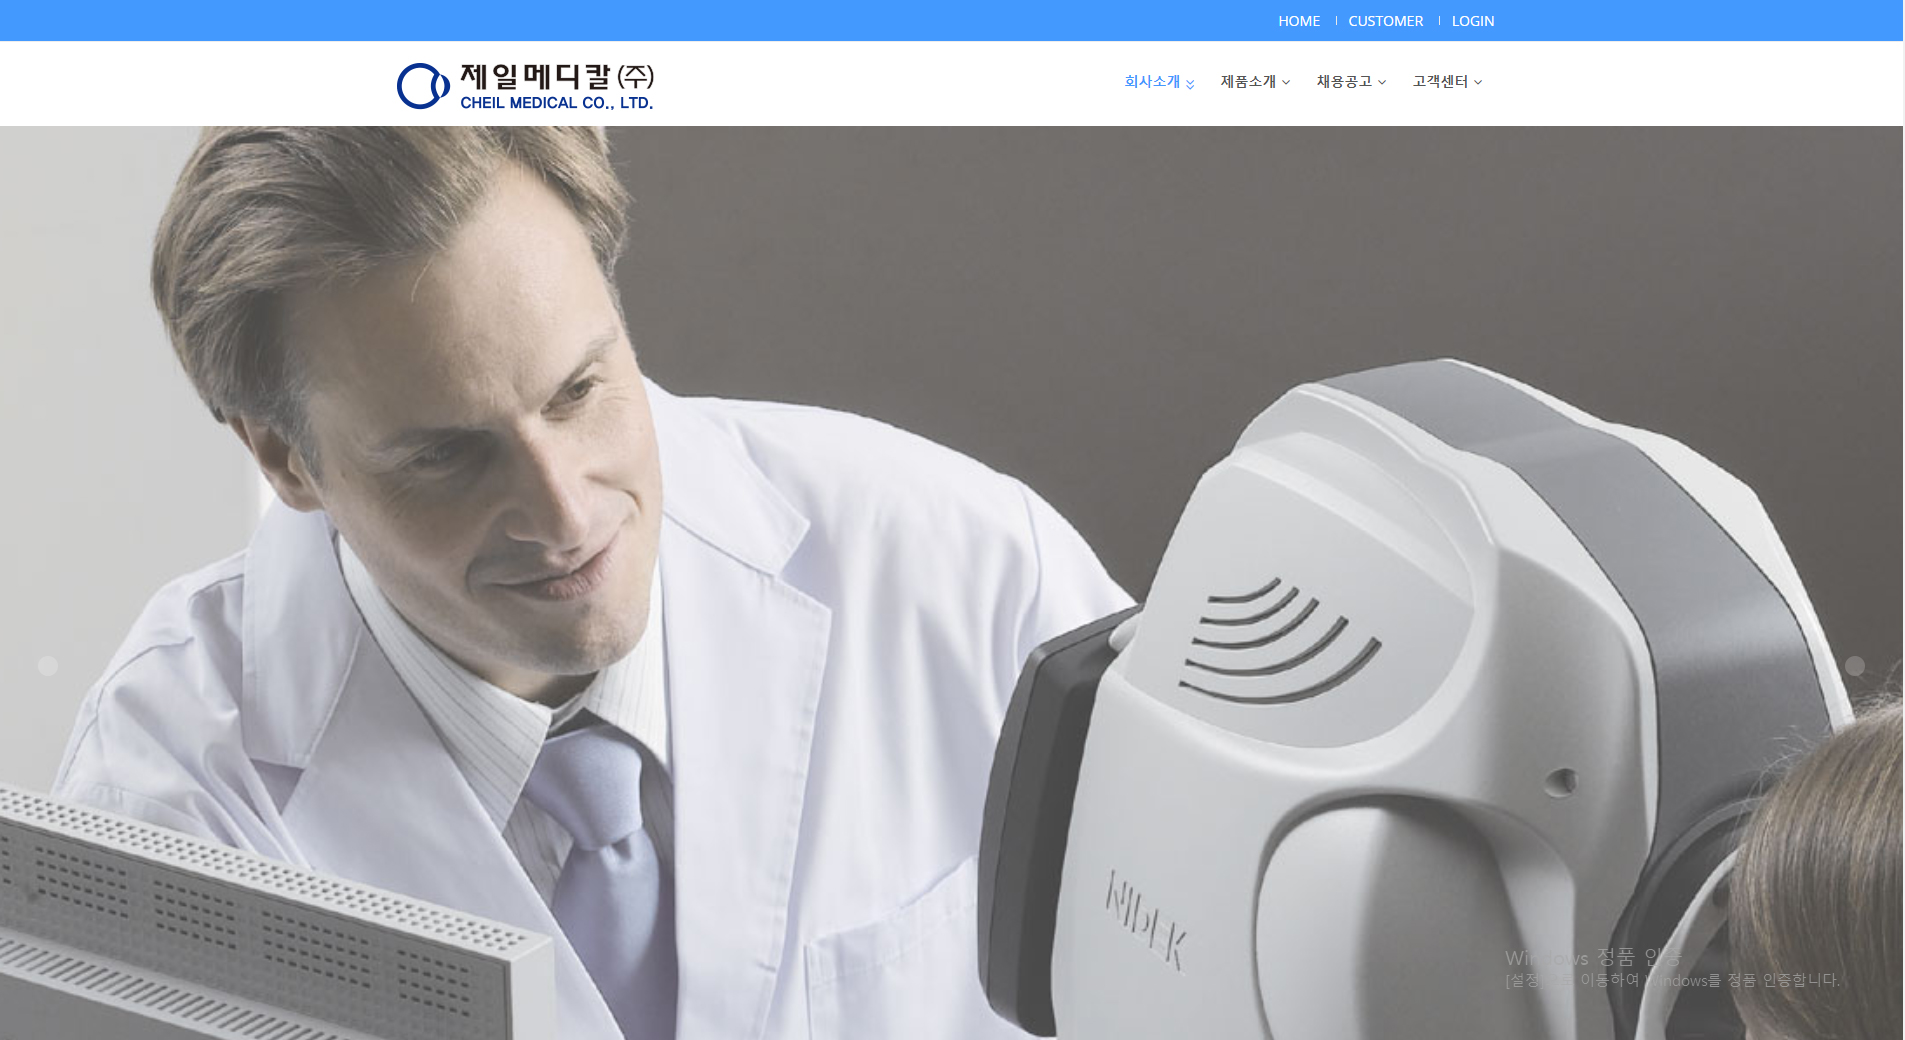 HOME
CUSTOMER
LOGIN
제일메디칼(주)
CHEIL MEDICAL CO., LTD.
회사소개
제품소개
채용공고
고객센터
NIDEK
Windows 정품 인증
[설정]으로 이동하여 Windows를 정품 인증합니다.